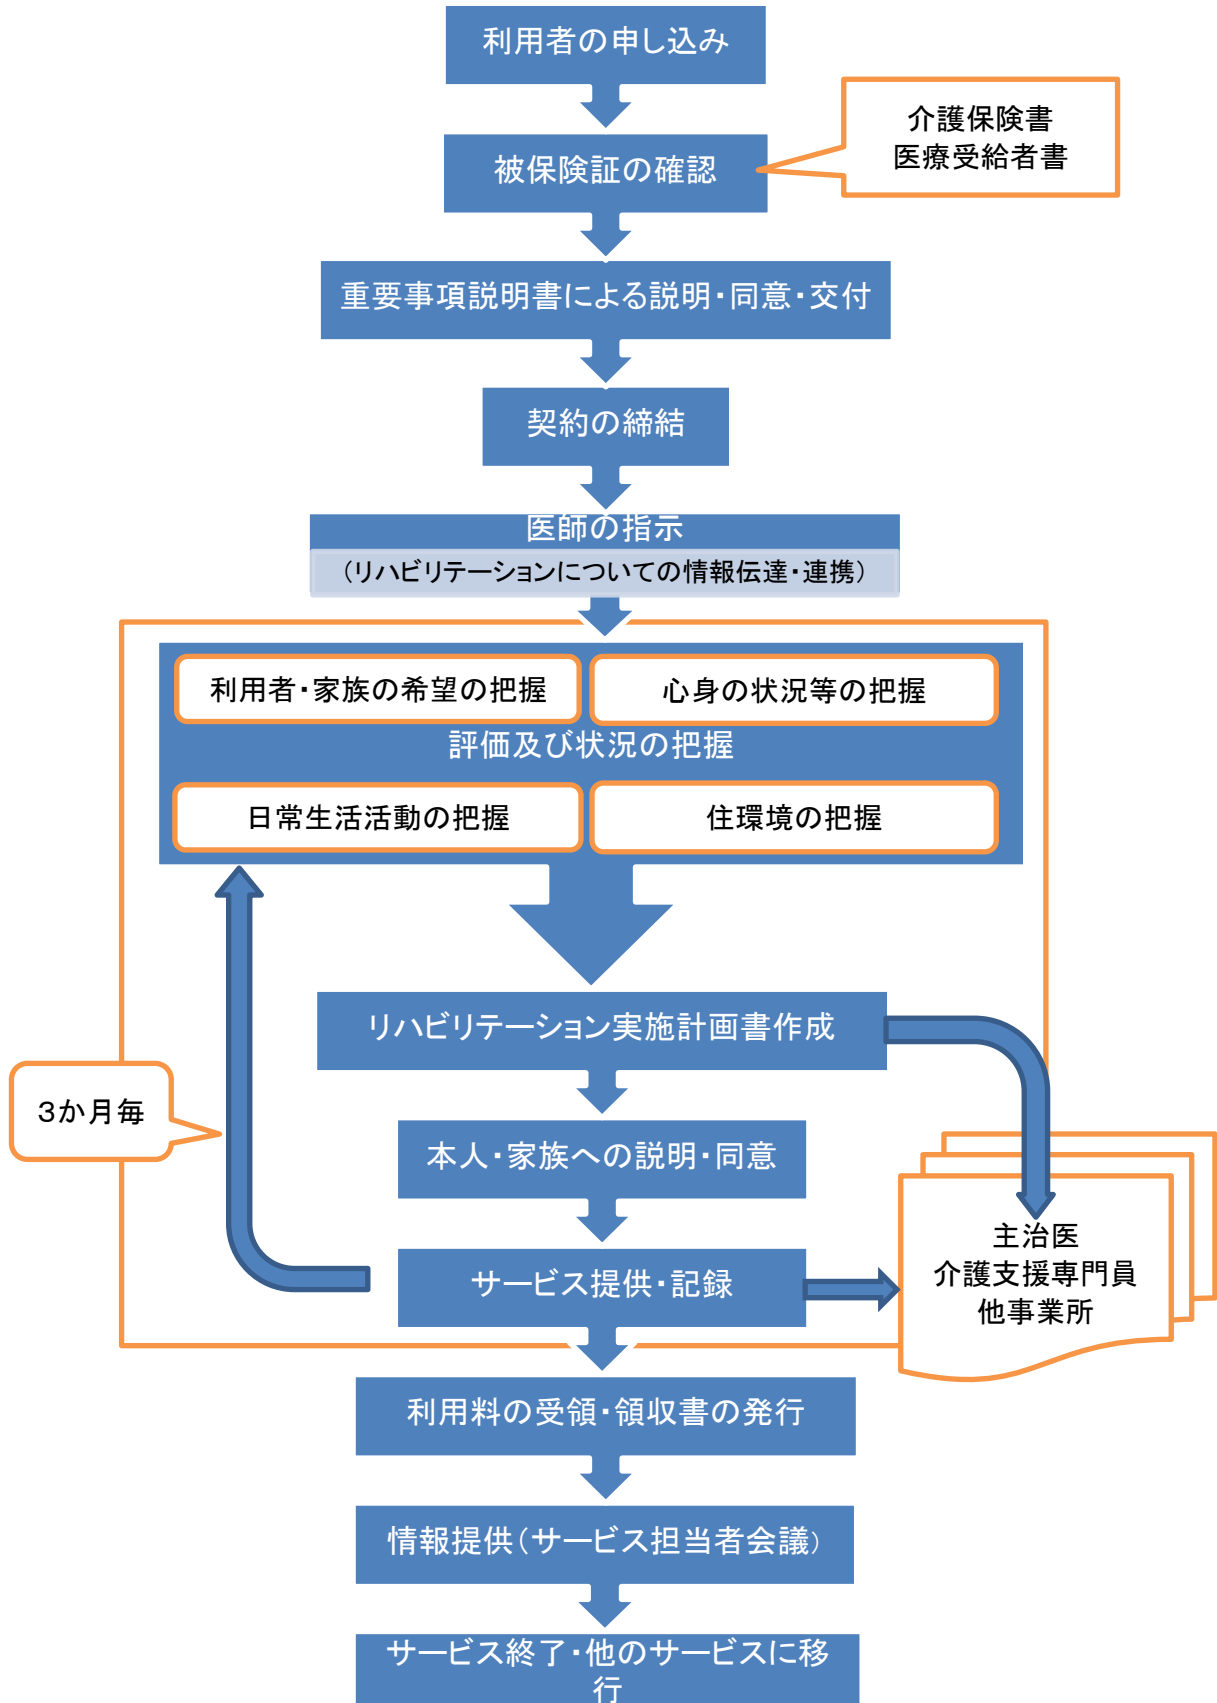 利用者の申し込み
介護保険書
医療受給者書
被保険証の確認
重要事項説明書による説明・同意・交付
契約の締結
医師の指示
（リハビリテーションについての情報伝達・連携）
利用者・家族の希望の把握
心身の状況等の把握
評価及び状況の把握
日常生活活動の把握
住環境の把握
リハビリテーション実施計画書作成
3か月毎
本人・家族への説明・同意
サービス提供・記録
主治医
介護支援専門員
他事業所
利用料の受領・領収書の発行
情報提供（サービス担当者会議）
サービス終了・他のサービスに移
行